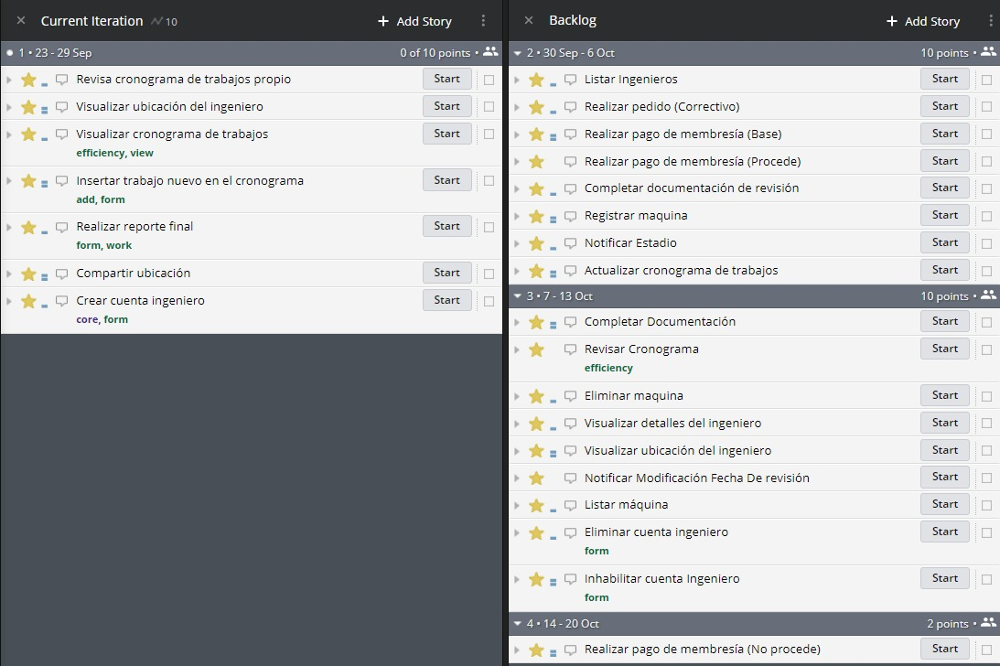 Current Iteration 10
+ Add Story
1 • 23 - 29 Sep
0 of 10 points •
Revisa cronograma de trabajos propio
Start
Visualizar ubicación del ingeniero
Start
Visualizar cronograma de trabajos
Start
efficiency, view
Insertar trabajo nuevo en el cronograma
Start
add, form
Realizar reporte final
Start
form, work
Compartir ubicación
Start
Crear cuenta ingeniero
Start
core, form
Backlog
+ Add Story
2 • 30 Sep - 6 Oct
10 points •
Listar Ingenieros
Start
Realizar pedido (Correctivo)
Start
Realizar pago de membresía (Base)
Start
Realizar pago de membresía (Procede)
Start
Completar documentación de revisión
Start
Registrar maquina
Start
Notificar Estadio
Start
Actualizar cronograma de trabajos
Start
3 • 7 - 13 Oct
10 points •
Completar Documentación
Start
Revisar Cronograma
Start
efficiency
Eliminar maquina
Start
Visualizar detalles del ingeniero
Start
Visualizar ubicación del ingeniero
Start
Notificar Modificación Fecha De revisión
Start
Listar máquina
Start
Eliminar cuenta ingeniero
Start
form
Inhabilitar cuenta Ingeniero
Start
form
4 • 14 - 20 Oct
2 points •
Realizar pago de membresía (No procede)
Start